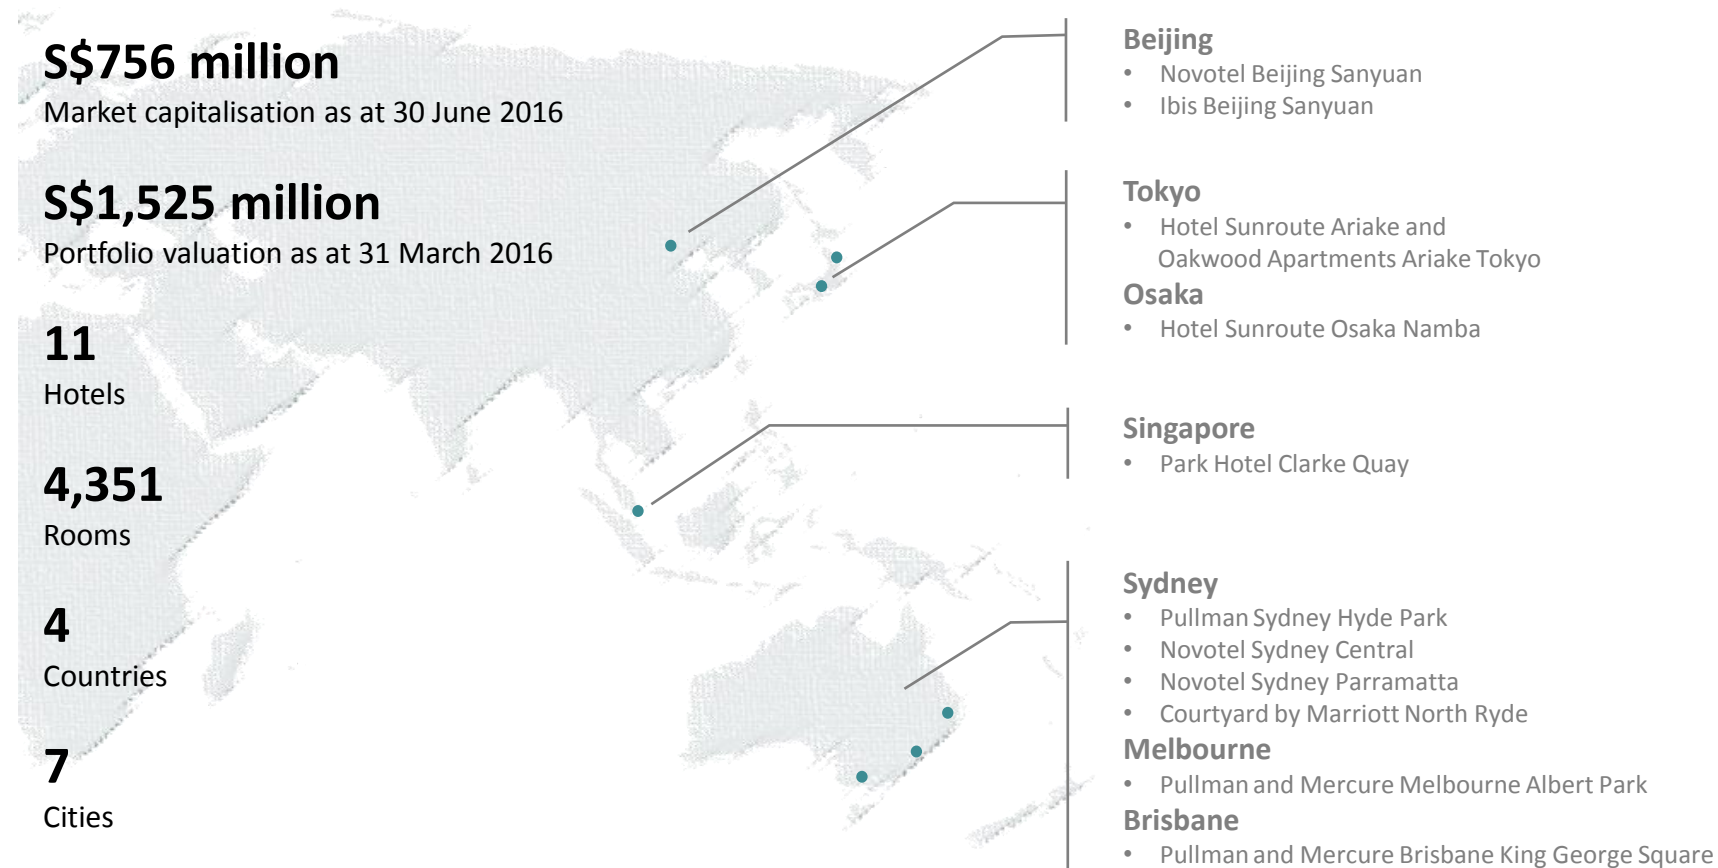 S$756 million
Market capitalisation as at 30 June 2016
S$1,525 million
Portfolio valuation as at 31 March 2016
11
Hotels
4,351
Rooms
4
Countries
7
Cities
Beijing
• Novotel Beijing Sanyuan
• Ibis Beijing Sanyuan
Tokyo
• Hotel Sunroute Ariake and
Oakwood Apartments Ariake Tokyo
Osaka
• Hotel Sunroute Osaka Namba
Singapore
• Park Hotel Clarke Quay
Sydney
• Pullman Sydney Hyde Park
• Novotel Sydney Central
• Novotel Sydney Parramatta
• Courtyard by Marriott North Ryde
Melbourne
• Pullman and Mercure Melbourne Albert Park
Brisbane
• Pullman and Mercure Brisbane King George Square